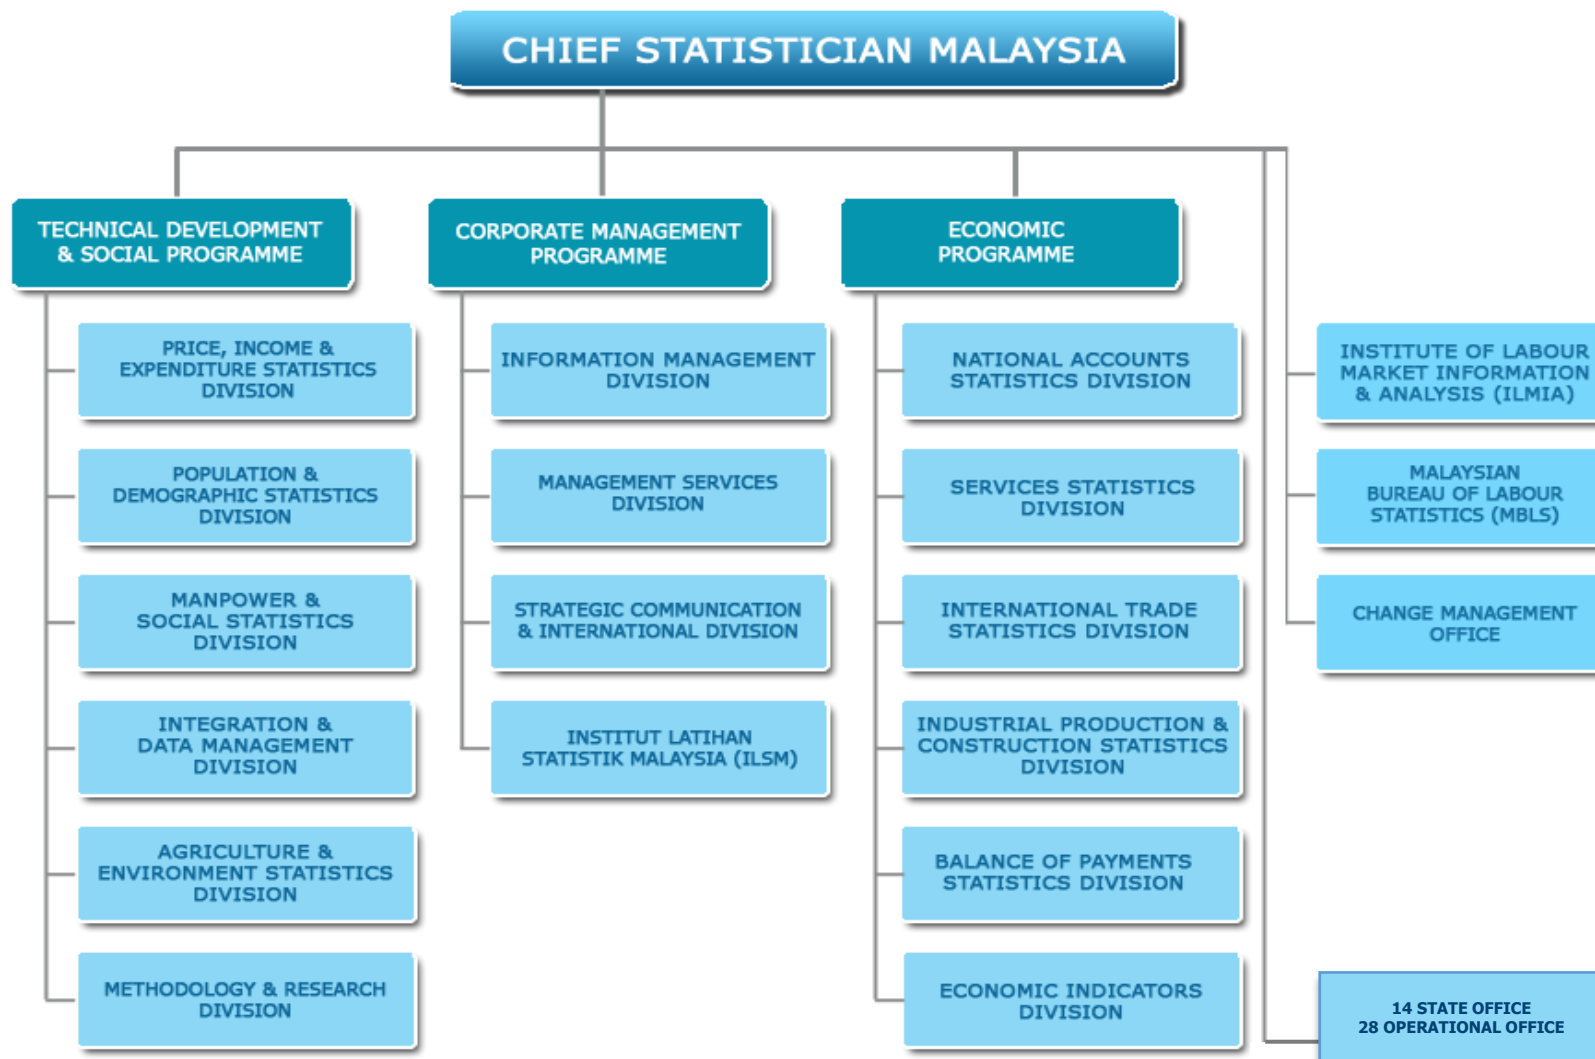 CHIEF STATISTICIAN MALAYSIA
TECHNICAL DEVELOPMENT
& SOCIAL PROGRAMME
PRICE, INCOME &
EXPENDITURE STATISTICS
DIVISION
POPULATION &
DEMOGRAPHIC STATISTICS
DIVISION
MANPOWER &
SOCIAL STATISTICS
DIVISION
INTEGRATION &
DATA MANAGEMENT
DIVISION
AGRICULTURE &
ENVIRONMENT STATISTICS
DIVISION
METHODOLOGY & RESEARCH
DIVISION
CORPORATE MANAGEMENT
PROGRAMME
INFORMATION MANAGEMENT
DIVISION
MANAGEMENT SERVICES
DIVISION
STRATEGIC COMMUNICATION
& INTERNATIONAL DIVISION
INSTITUT LATIHAN
STATISTIK MALAYSIA (ILSM)
ECONOMIC
PROGRAMME
NATIONAL ACCOUNTS
STATISTICS DIVISION
SERVICES STATISTICS
DIVISION
INTERNATIONAL TRADE
STATISTICS DIVISION
INDUSTRIAL PRODUCTION &
CONSTRUCTION STATISTICS
DIVISION
BALANCE OF PAYMENTS
STATISTICS DIVISION
ECONOMIC INDICATORS
DIVISION
INSTITUTE OF LABOUR
MARKET INFORMATION
& ANALYSIS (ILMIA)
MALAYSIAN
BUREAU OF LABOUR
STATISTICS (MBLS)
CHANGE MANAGEMENT
OFFICE
14 STATE OFFICE
28 OPERATIONAL OFFICE